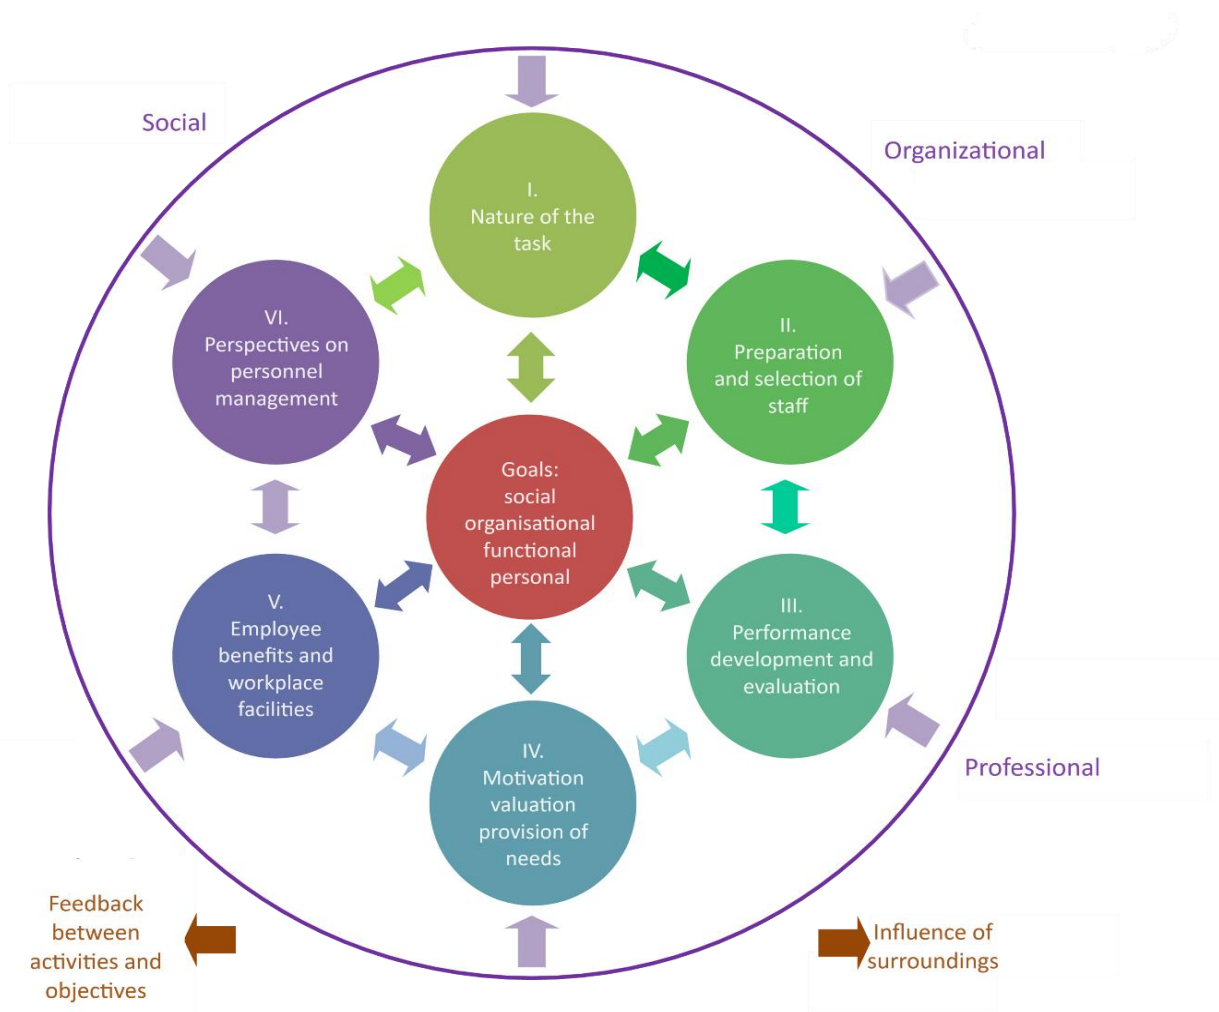 Social
Organizational
I.
Nature of the
task
VI.
Perspectives on
personnel
management
II.
Preparation
and selection of
staff
Goals:
social
organisational
functional
personal
V.
Employee
benefits and
workplace
facilities
III.
Performance
development and
evaluation
IV.
Motivation
valuation
provision of
needs
Professional
Feedback
between
activities and
objectives
Influence of
surroundings